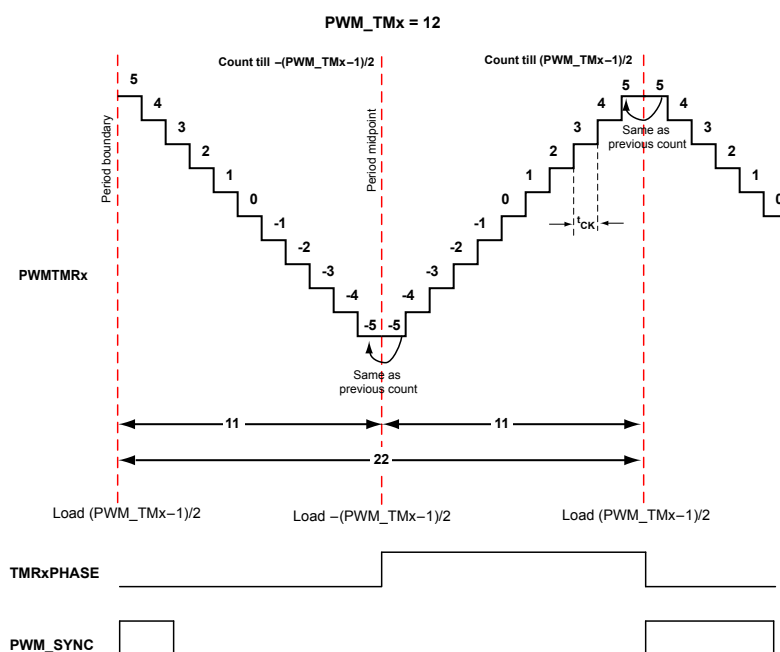 PWM_TMx = 12
Count till –(PWM_TMx–1)/2
Count till (PWM_TMx–1)/2
Period boundary
Period midpoint
5
4
3
2
1
0
-1
-2
-3
-4
-5
-5
-4
-3
-2
-1
0
1
2
3
4
5
5
4
3
2
1
0
Same as
previous count
Same as
previous count
tCK
PWMTMRx
11
11
22
Load (PWM_TMx–1)/2
Load –(PWM_TMx–1)/2
Load (PWM_TMx–1)/2
TMRxPHASE
PWM_SYNC